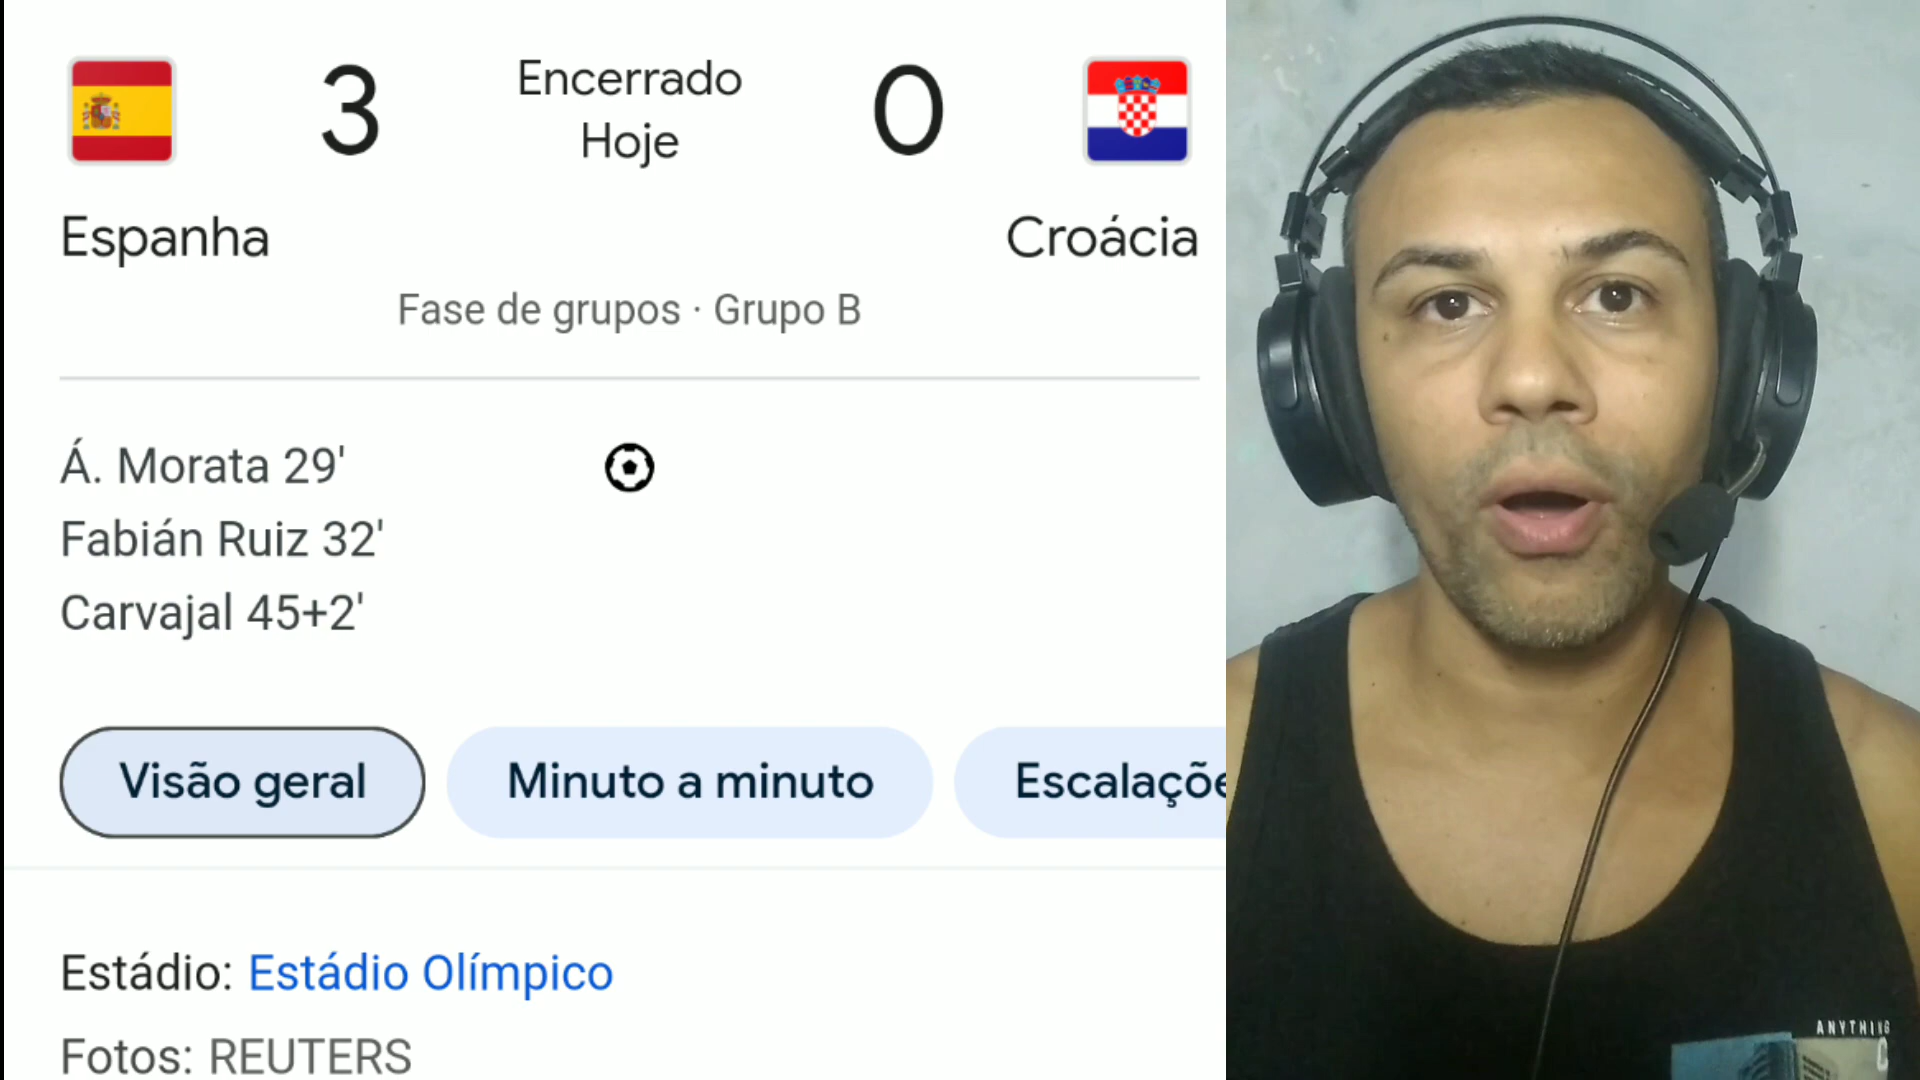 3 Encerrado 0
Hoje
Espanha Croácia
Fase de grupos · Grupo B
Á. Morata 29'
Fabián Ruiz 32'
Carvajal 45+2'
Visão geral Minuto a minuto Escalaçõe
Estádio: Estádio Olímpico
Fotos: REUTERS
ANYTHING